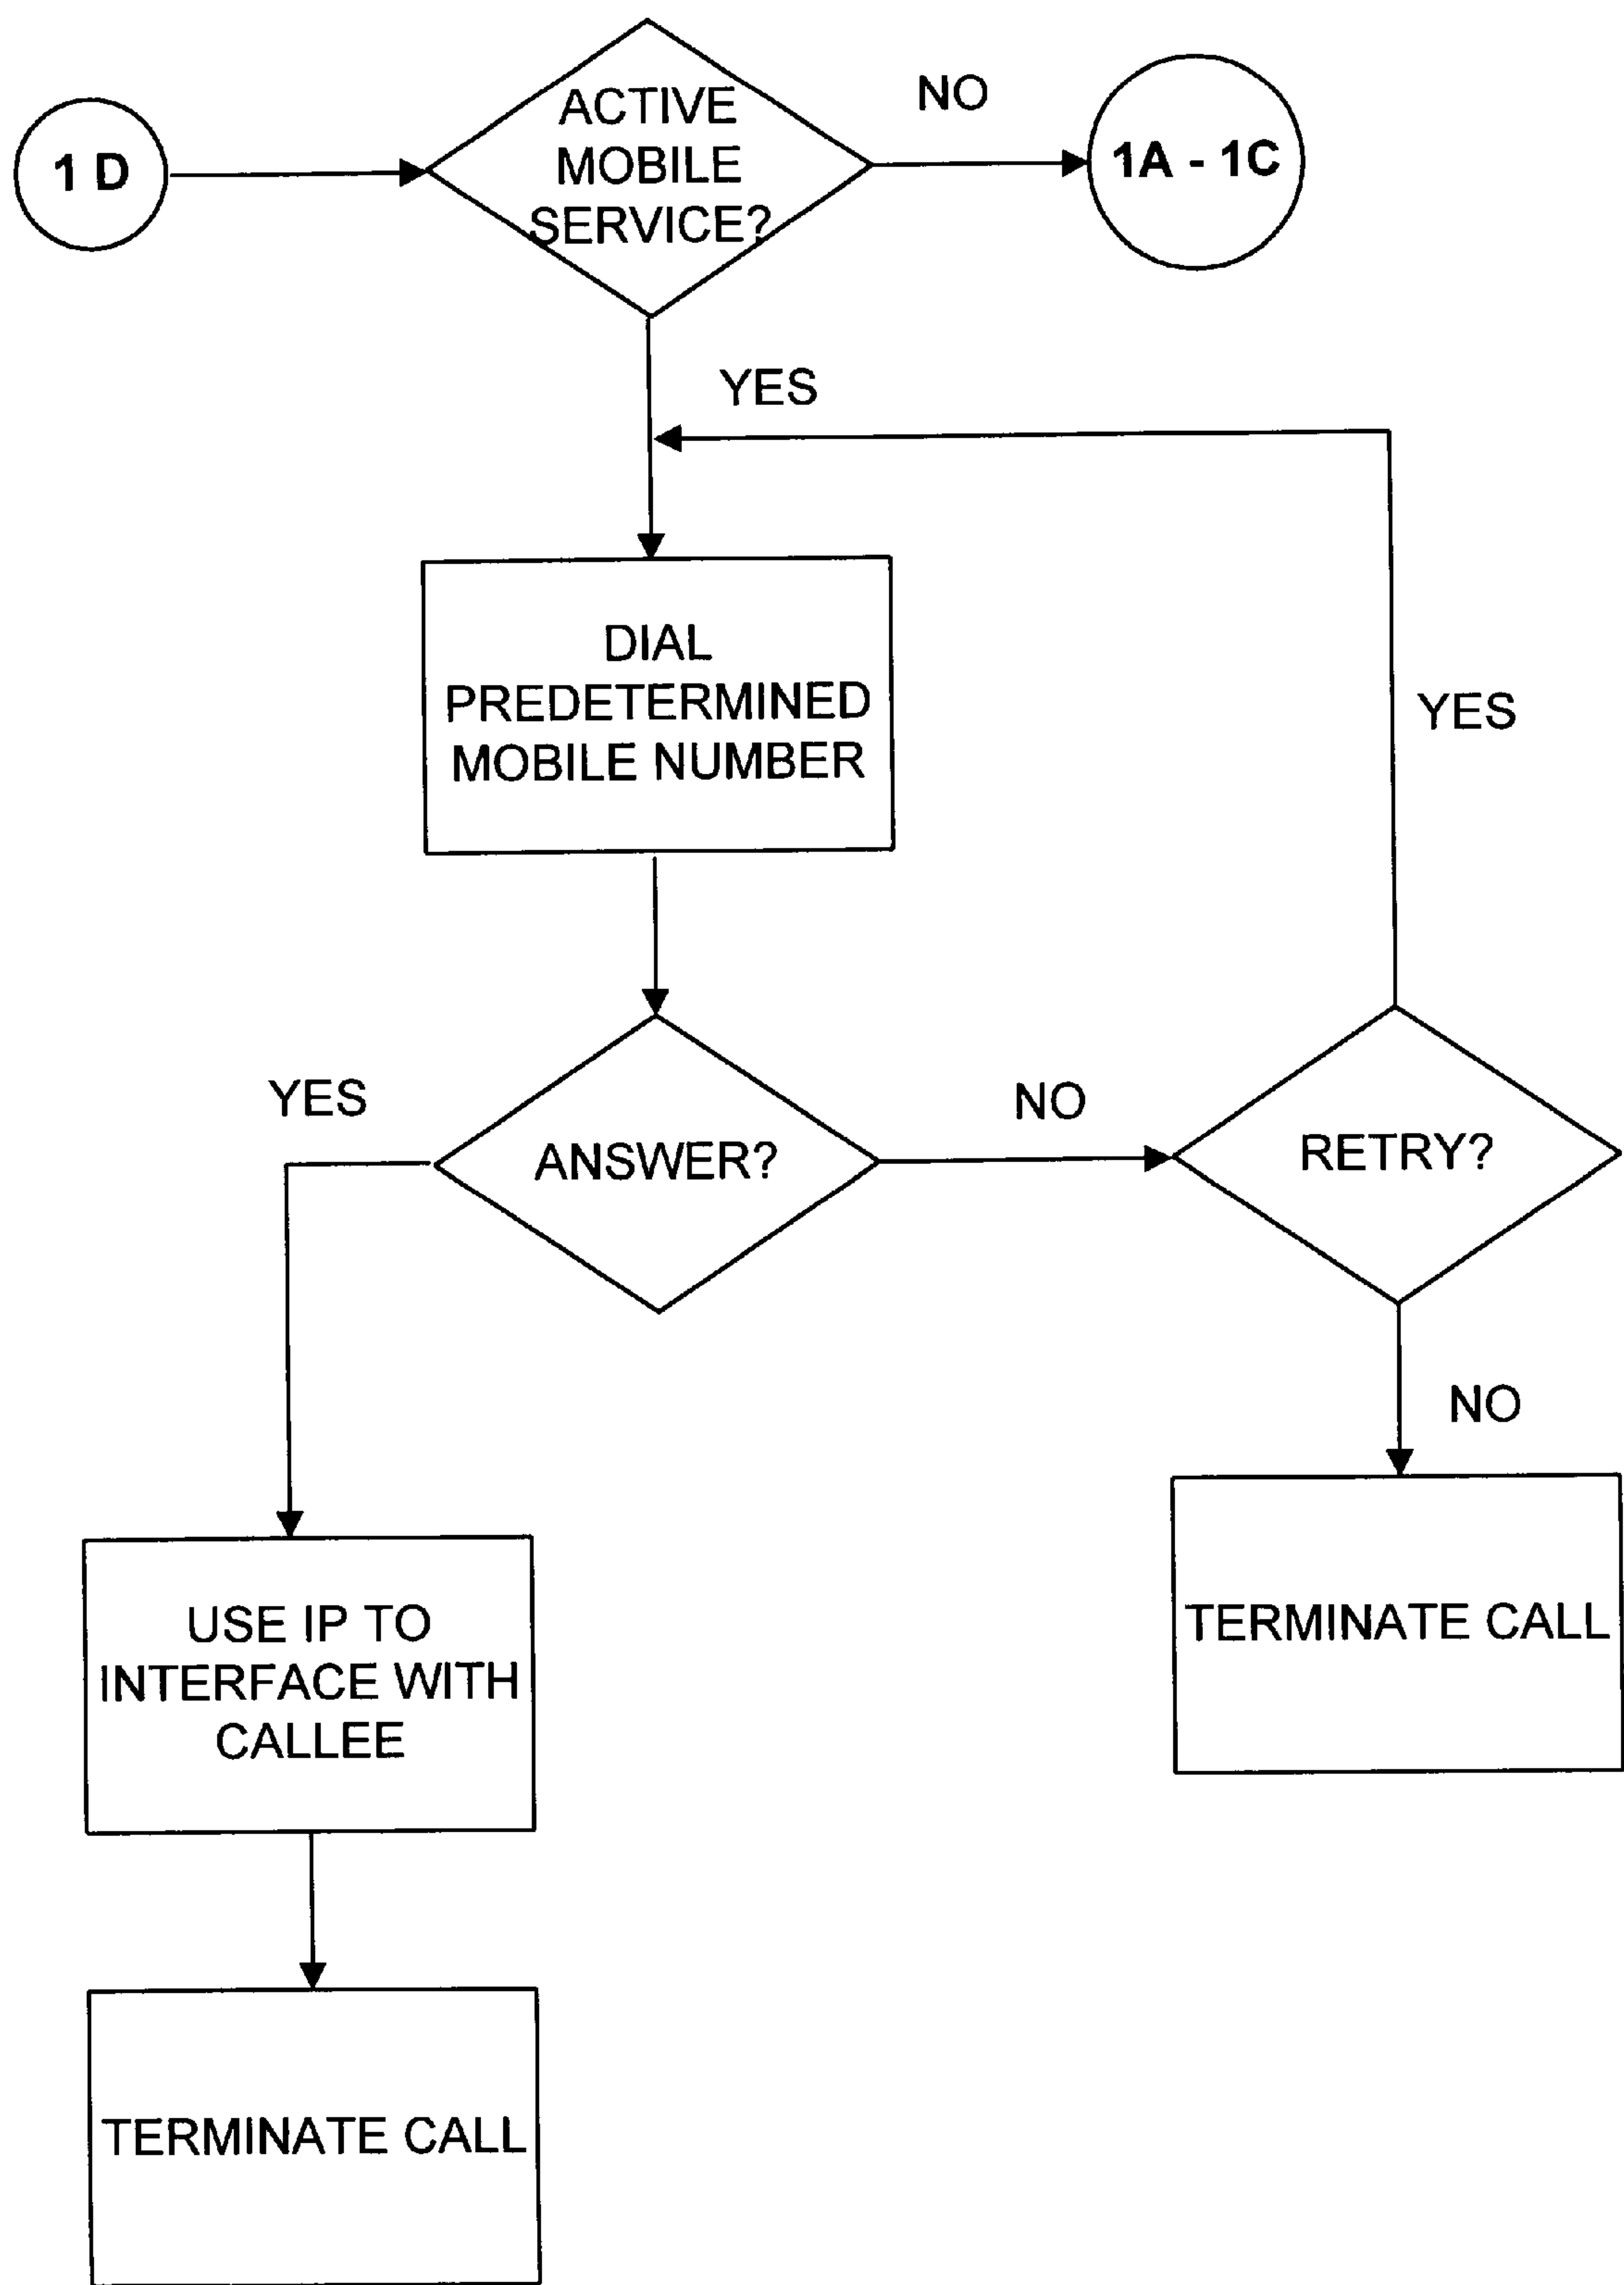 ACTIVE
MOBILE
SERVICE?
NO
1 D
1A - 1C
YES
DIAL
PREDETERMINED
MOBILE NUMBER
YES
YES
ANSWER?
NO
RETRY?
NO
USE IP TO
INTERFACE WITH
CALLEE
TERMINATE CALL
TERMINATE CALL